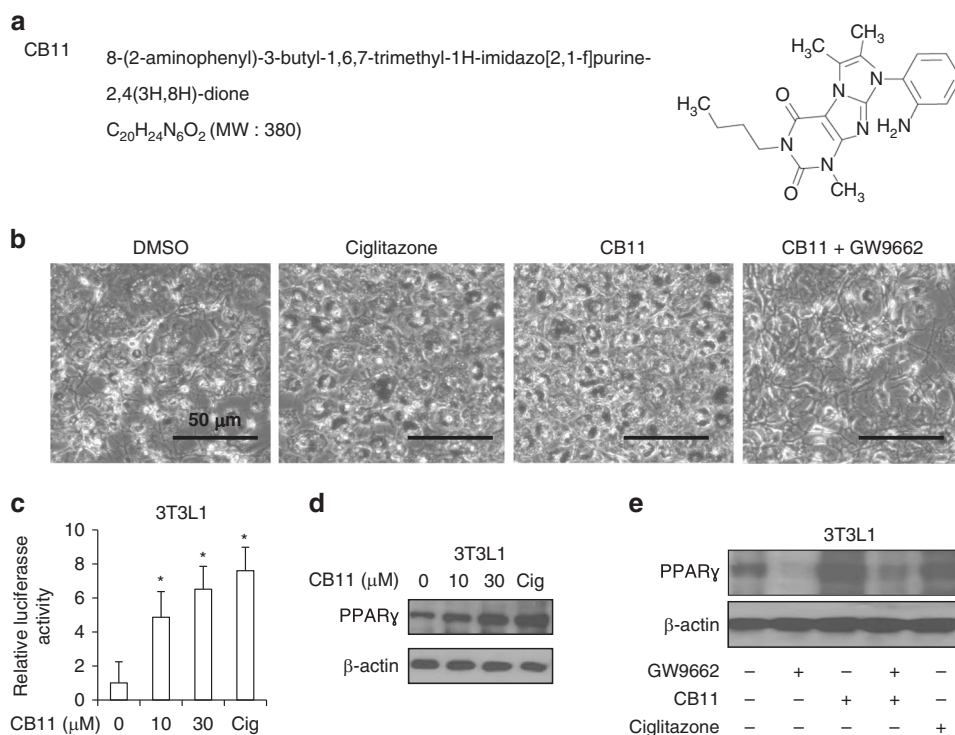 a
CB11
8-(2-aminophenyl)-3-butyl-1,6,7-trimethyl-1H-imidazo[2,1-f]purine-
2,4(3H,8H)-dione
C₂₀H₂₄N₆O₂ (MW : 380)
H₃C
CH₃
N
N
H₂N
H₃C
O
N
N
N
O
N
CH₃
b
DMSO
Ciglitazone
CB11
CB11 + GW9662
50 μm
c
3T3L1
Relative luciferasse
activity
10
8
6
4
2
0
*
*
*
CB11 (μM) 0 10 30 Cig
d
3T3L1
CB11 (μM) 0 10 30 Cig
PPARɣ
β-actin
e
3T3L1
PPARɣ
β-actin
GW9662 − + − + −
CB11 − − + + −
Ciglitazone − − − − +